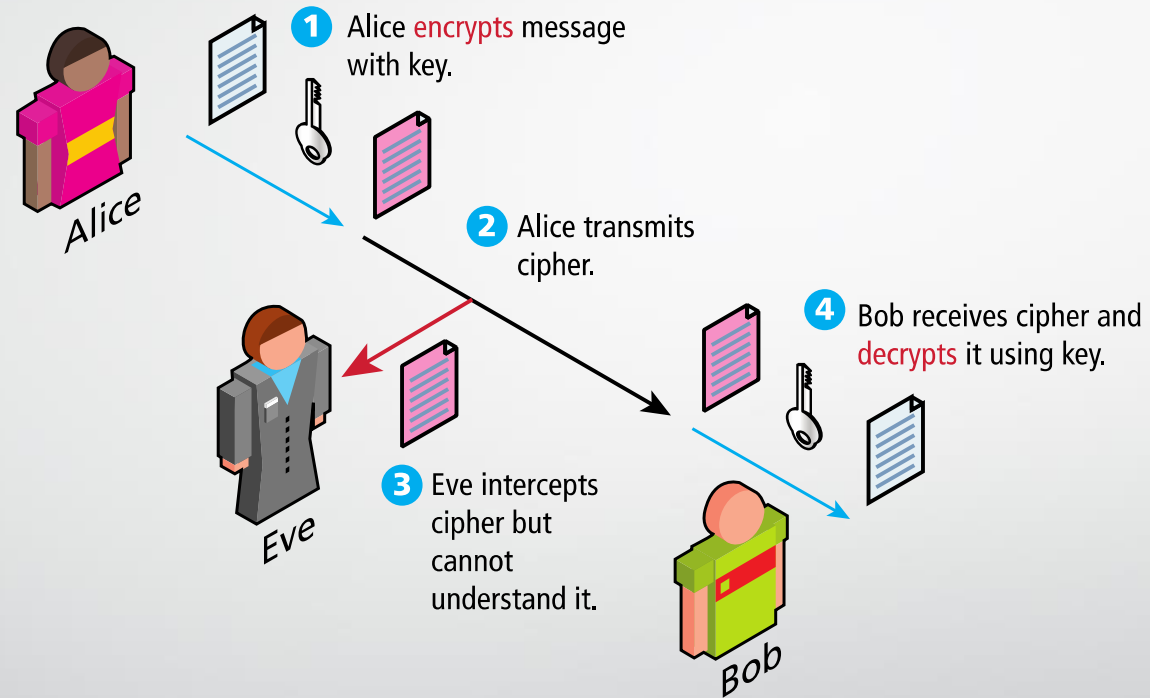 1 Alice encrypts message
with key.
Alice
2 Alice transmits
cipher.
Eve
3 Eve intercepts
cipher but
cannot
understand it.
4 Bob receives cipher and
decrypts it using key.
Bob